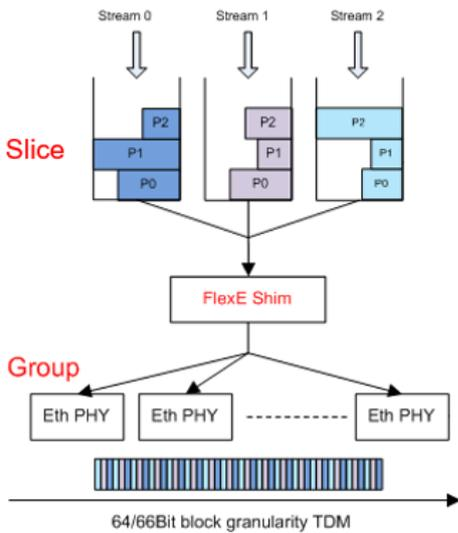 Stream 0
Stream 1
Stream 2
Slice
P2
P1
P0
P2
P1
P0
P2
P1
P0
FlexE Shim
Group
Eth PHY
Eth PHY
Eth PHY
64/66Bit block granularity TDM